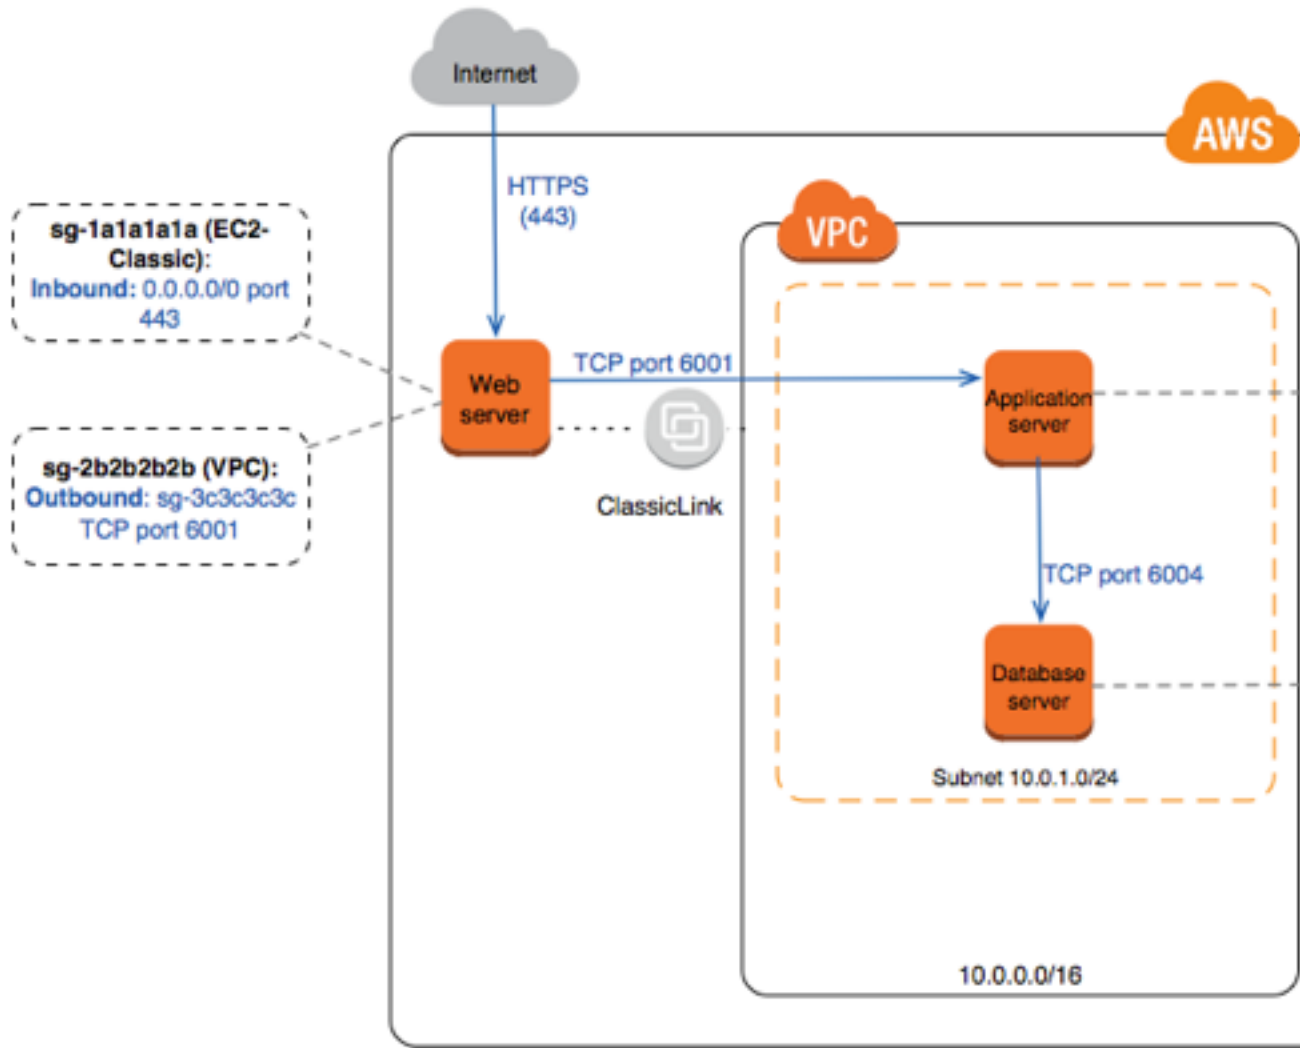 Internet
AWS
HTTPS
(443)
VPC
sg-1a1a1a1a (EC2-
Classic):
Inbound: 0.0.0.0/0 port
443
Web
server
TCP port 6001
Application
server
sg-2b2b2b2b (VPC):
Outbound: sg-3c3c3c3c
TCP port 6001
ClassicLink
TCP port 6004
Database
server
Subnet 10.0.1.0/24
10.0.0.0/16